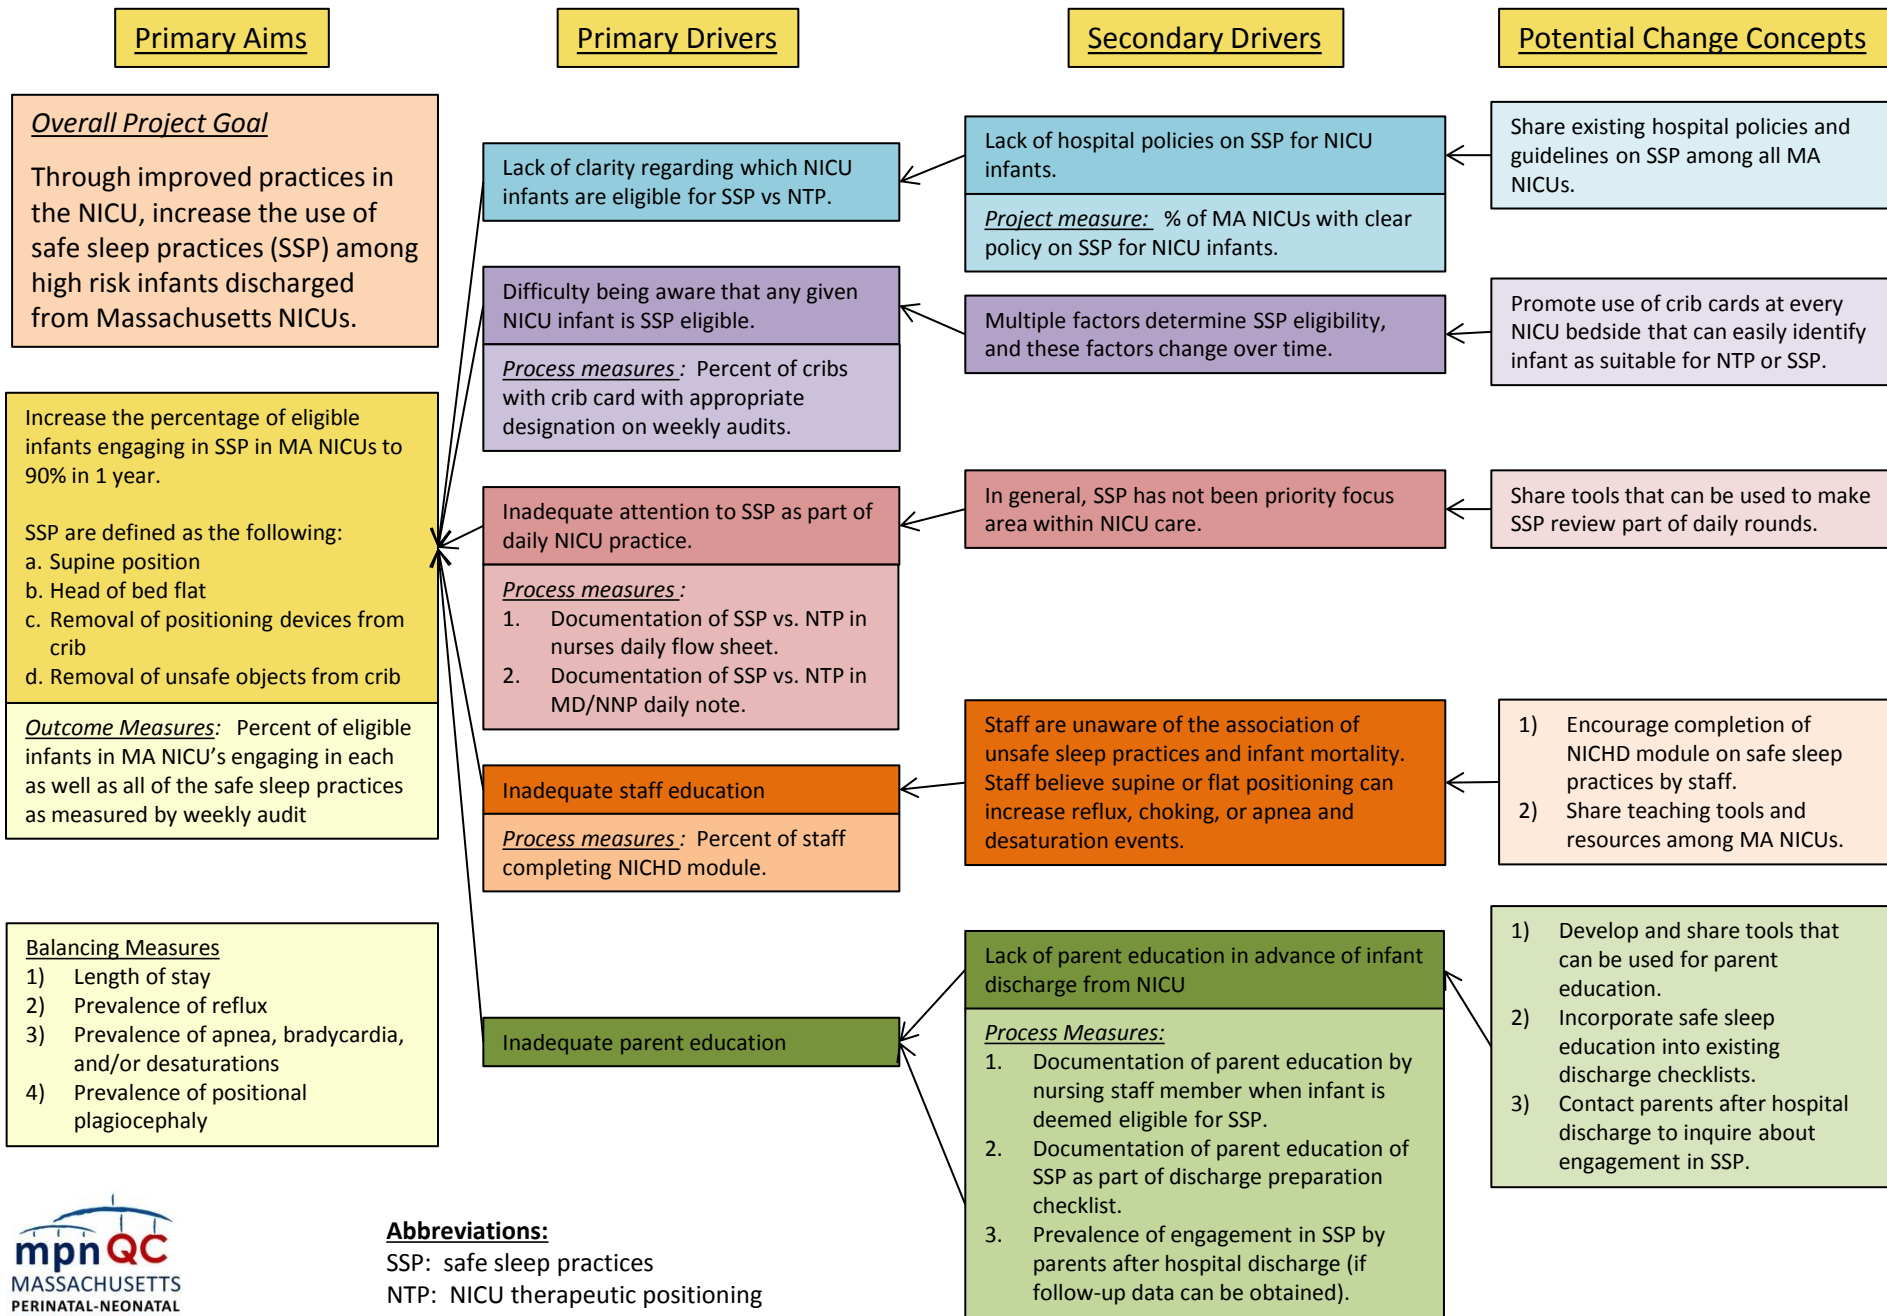 Primary Aims
Primary Drivers
Secondary Drivers
Potential Change Concepts
Overall Project Goal
Through improved practices in
the NICU, increase the use of
safe sleep practices (SSP) among
high risk infants discharged
from Massachusetts NICUs.
Increase the percentage of eligible
infants engaging in SSP in MA NICUs to
90% in 1 year.
SSP are defined as the following:
a. Supine position
b. Head of bed flat
c. Removal of positioning devices from
crib
d. Removal of unsafe objects from crib
Outcome Measures: Percent of eligible
infants in MA NICU’s engaging in each
as well as all of the safe sleep practices
as measured by weekly audit
Balancing Measures
1) Length of stay
2) Prevalence of reflux
3) Prevalence of apnea, bradycardia,
and/or desaturations
4) Prevalence of positional
plagiocephaly
Lack of clarity regarding which NICU
infants are eligible for SSP vs NTP.
Difficulty being aware that any given
NICU infant is SSP eligible.
Process measures : Percent of cribs
with crib card with appropriate
designation on weekly audits.
Inadequate attention to SSP as part of
daily NICU practice.
Process measures :
1. Documentation of SSP vs. NTP in
nurses daily flow sheet.
2. Documentation of SSP vs. NTP in
MD/NNP daily note.
Inadequate staff education
Process measures : Percent of staff
completing NICHD module.
Inadequate parent education
Lack of hospital policies on SSP for NICU
infants.
Project measure: % of MA NICUs with clear
policy on SSP for NICU infants.
Multiple factors determine SSP eligibility,
and these factors change over time.
In general, SSP has not been priority focus
area within NICU care.
Staff are unaware of the association of
unsafe sleep practices and infant mortality.
Staff believe supine or flat positioning can
increase reflux, choking, or apnea and
desaturation events.
Lack of parent education in advance of infant
discharge from NICU
Process Measures:
1. Documentation of parent education by
nursing staff member when infant is
deemed eligible for SSP.
2. Documentation of parent education of
SSP as part of discharge preparation
checklist.
3. Prevalence of engagement in SSP by
parents after hospital discharge (if
follow-up data can be obtained).
Share existing hospital policies and
guidelines on SSP among all MA
NICUs.
Promote use of crib cards at every
NICU bedside that can easily identify
infant as suitable for NTP or SSP.
Share tools that can be used to make
SSP review part of daily rounds.
1) Encourage completion of
NICHD module on safe sleep
practices by staff.
2) Share teaching tools and
resources among MA NICUs.
1) Develop and share tools that
can be used for parent
education.
2) Incorporate safe sleep
education into existing
discharge checklists.
3) Contact parents after hospital
discharge to inquire about
engagement in SSP.
mpnQC
MASSACHUSETTS
PERINATAL-NEONATAL
Abbreviations:
SSP: safe sleep practices
NTP: NICU therapeutic positioning